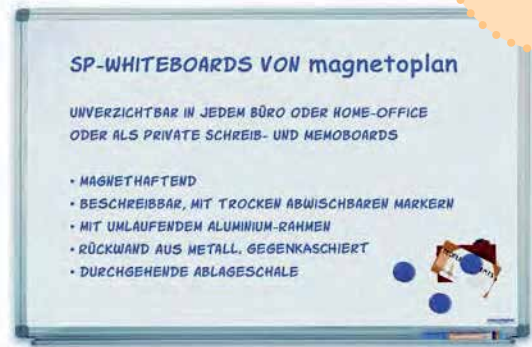 SP-WHITEBOARDS VON magnetoplan
UNVERZICHTBAR IN JEDEM BÜRO ODER HOME-OFFICE
ODER ALS PRIVATE SCHREIB- UND MEMOBOARDS
• MAGNETHAFTEND
• BESCHREIBBAR, MIT TROCKEN ABWISCHBAREN MARKERN
• MIT UMLAUFENDEM ALUMINIUM-RAHMEN
• RÜCKWAND AUS METALL, GEGENKASCHIERT
• DURCHGEHENDE ABLAGESCHALE